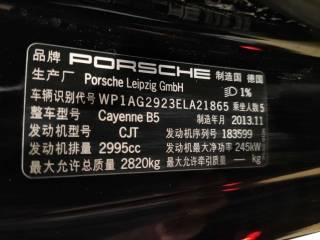 品牌 PORSCHE 制造国 德国
生产厂 Porsche Leipzig GmbH 1%
车辆识别代号 WP1AG2923ELA21865 乘坐人数 5
整车型号 Cayenne B5 制造年月 2013.11
发动机型号 CJT 发动机序列号 183599
发动机排量 2995cc 发动机最大净功率 245kW
最大允许总质量 2820kg 最大允许牵引质量 — kg